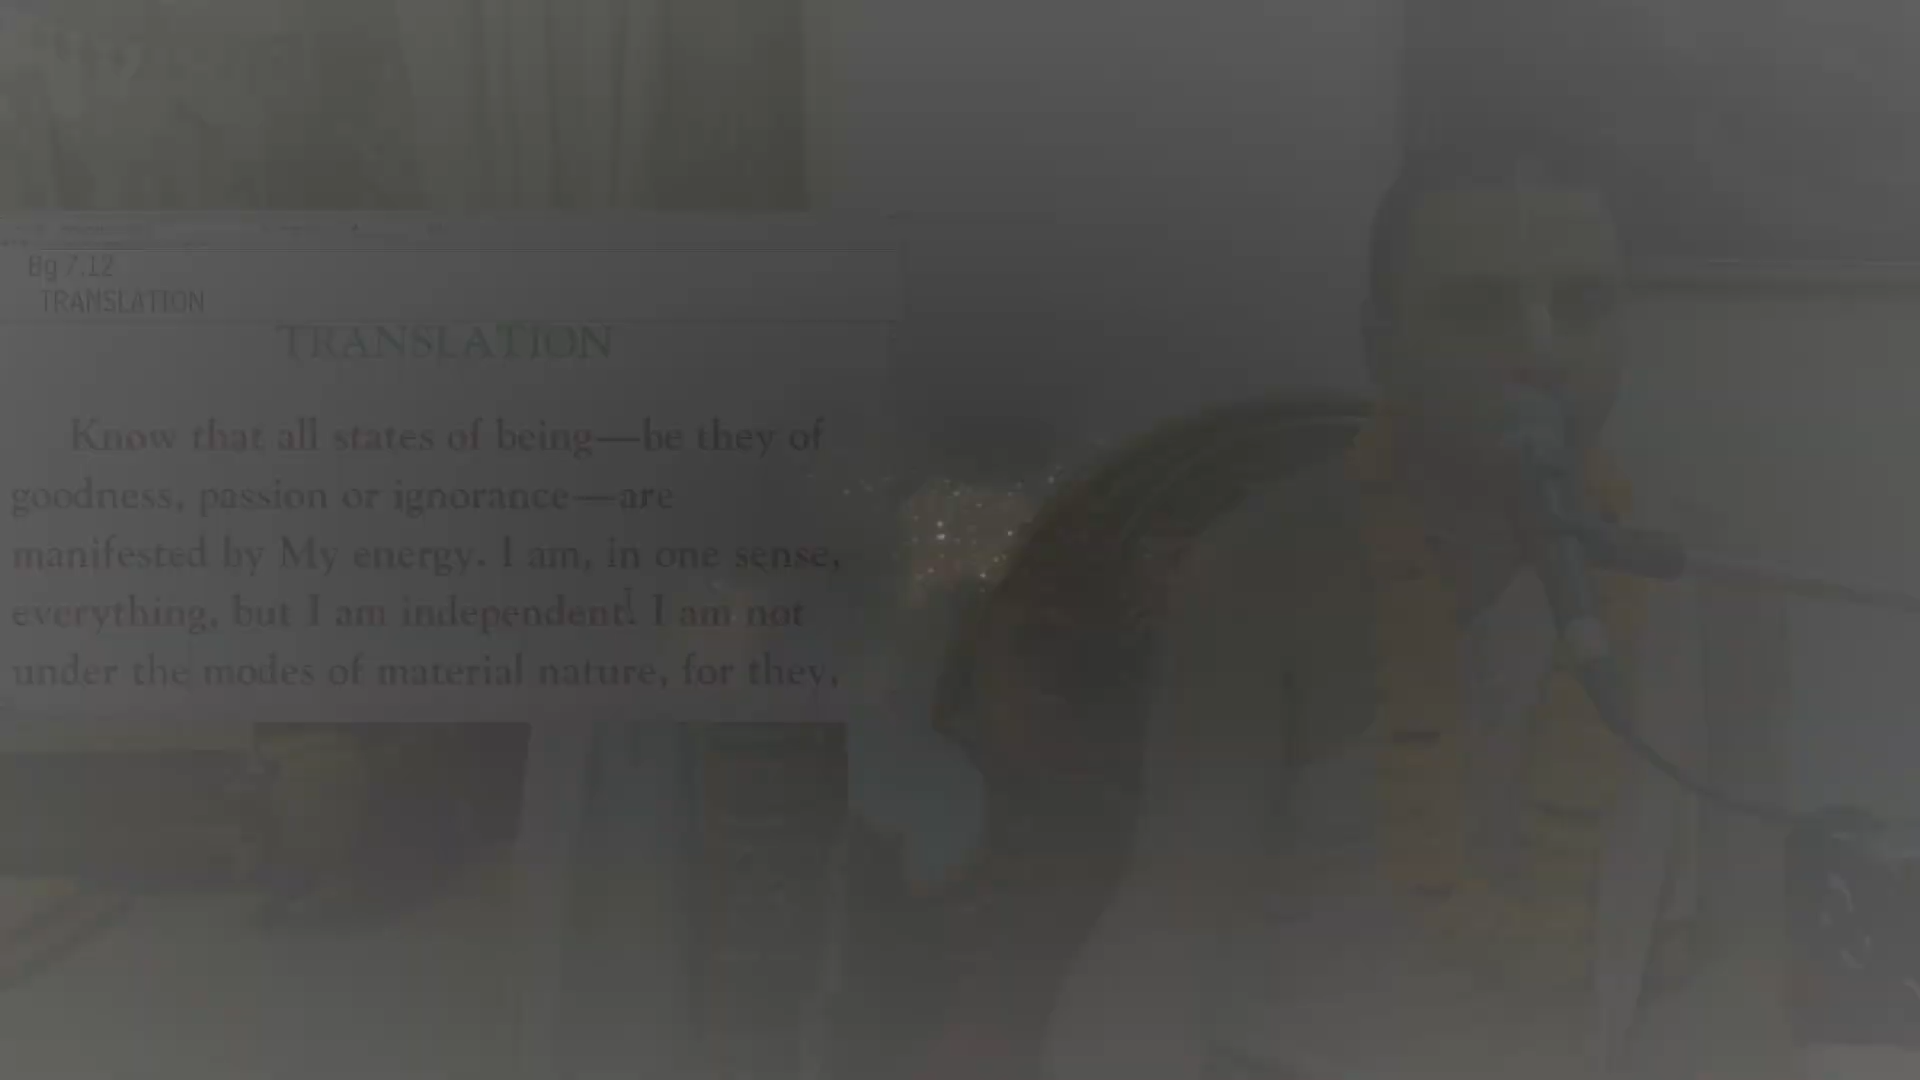 Bg 7.12
TRANSLATION
TRANSLATION
Know that all states of being—be they of
goodness, passion or ignorance—are
manifested by My energy. I am, in one sense,
everything, but I am independent. I am not
under the modes of material nature, for they,